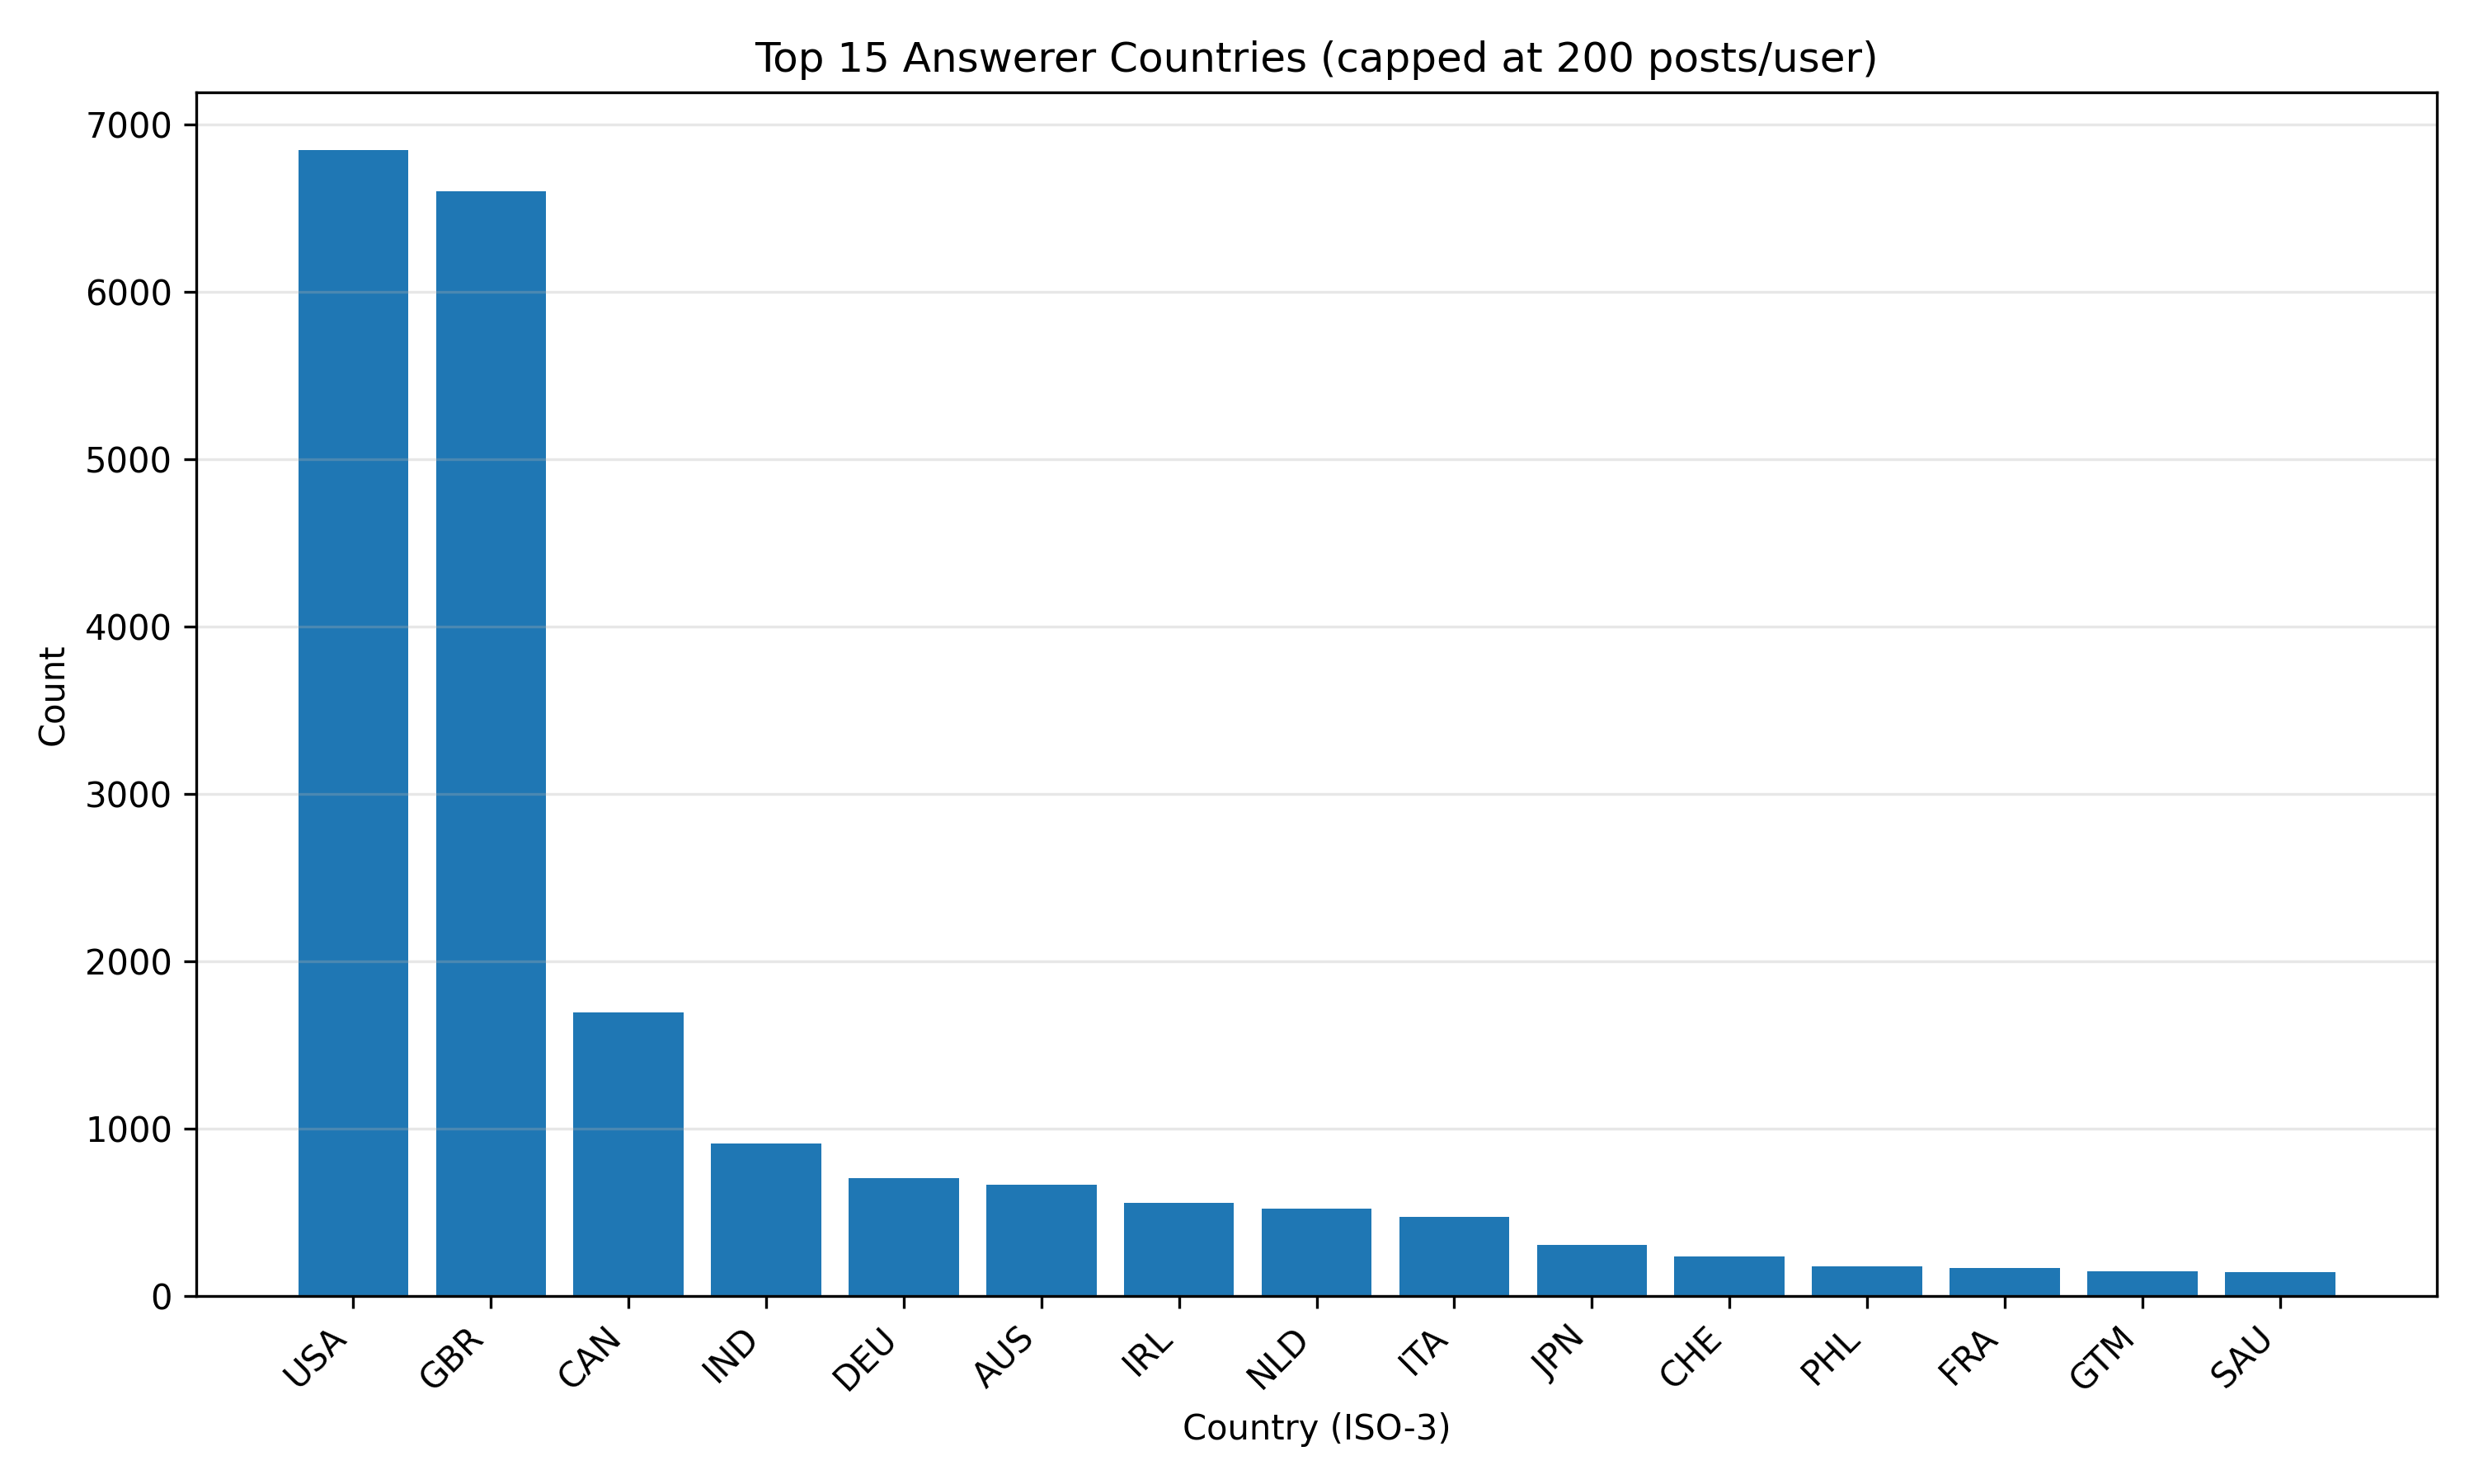 Top 15 Answerer Countries (capped at 200 posts/user)
7000
6000
5000
4000
3000
2000
1000
0
Count
USA
GBR
CAN
IND
DEU
AUS
IRL
NLD
ITA
JPN
CHE
PHL
FRA
GTM
SAU
Country (ISO-3)